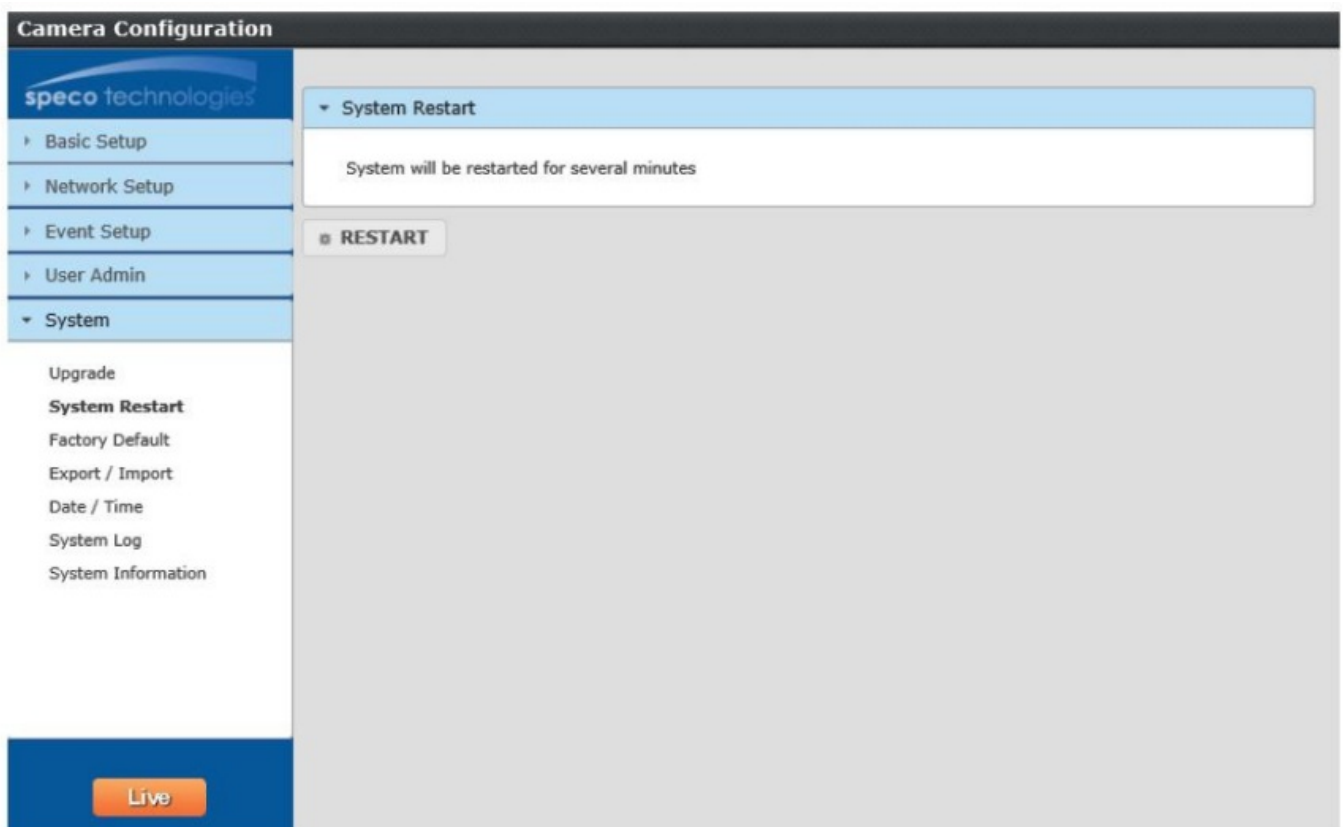 Camera Configuration
speco technologies
Basic Setup
Network Setup
Event Setup
User Admin
System
Upgrade
System Restart
Factory Default
Export / Import
Date / Time
System Log
System Information
Live
System Restart
System will be restarted for several minutes
RESTART